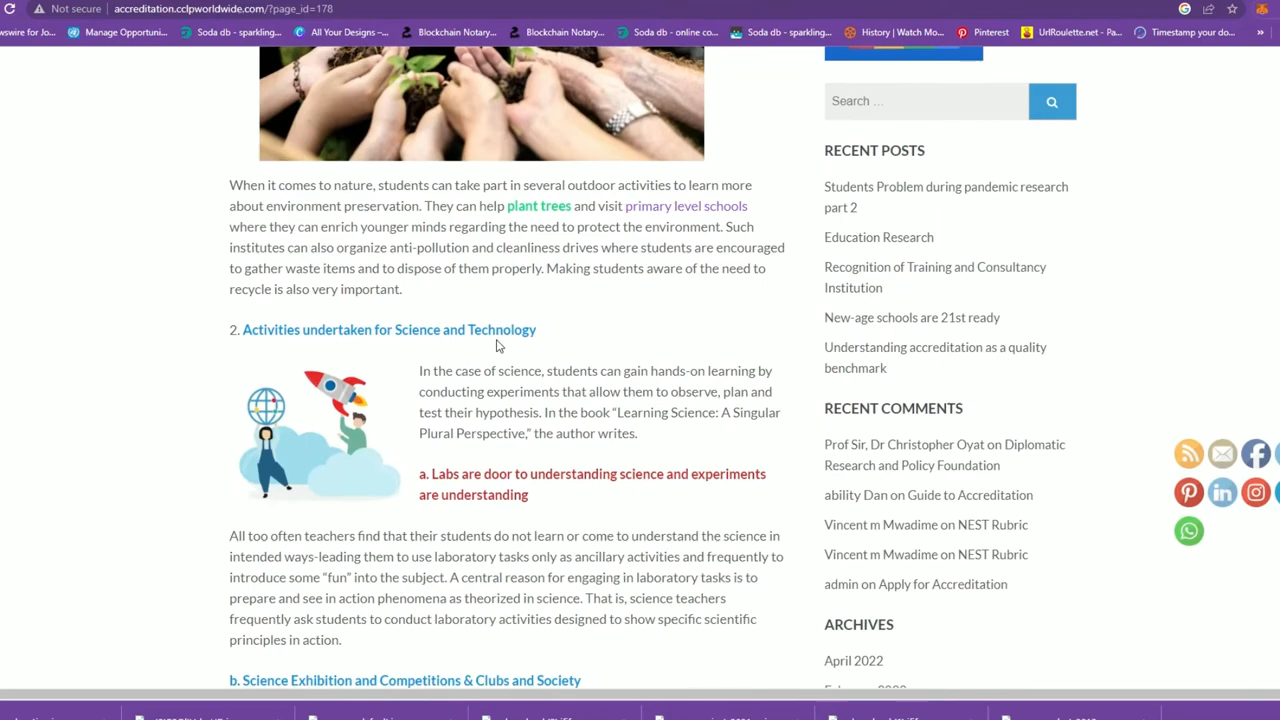 Not secure
accreditation.cclpworldwide.com/?page_id=178
wswire for Jo...
Manage Opportuni...
Soda db - sparkling...
All Your Designs –...
Blockchain Notary...
Blockchain Notary...
Soda db - online co...
Soda db - sparkling...
History | Watch Mo...
Pinterest
UrlRoulette.net - Pa...
Timestamp your do...
»
When it comes to nature, students can take part in several outdoor activities to learn more
about environment preservation. They can help plant trees and visit primary level schools
where they can enrich younger minds regarding the need to protect the environment. Such
institutes can also organize anti-pollution and cleanliness drives where students are encouraged
to gather waste items and to dispose of them properly. Making students aware of the need to
recycle is also very important.
2. Activities undertaken for Science and Technology
In the case of science, students can gain hands-on learning by
conducting experiments that allow them to observe, plan and
test their hypothesis. In the book “Learning Science: A Singular
Plural Perspective,” the author writes.
a. Labs are door to understanding science and experiments
are understanding
All too often teachers find that their students do not learn or come to understand the science in
intended ways-leading them to use laboratory tasks only as ancillary activities and frequently to
introduce some “fun” into the subject. A central reason for engaging in laboratory tasks is to
prepare and see in action phenomena as theorized in science. That is, science teachers
frequently ask students to conduct laboratory activities designed to show specific scientific
principles in action.
b. Science Exhibition and Competitions & Clubs and Society
Search …
RECENT POSTS
Students Problem during pandemic research
part 2
Education Research
Recognition of Training and Consultancy
Institution
New-age schools are 21st ready
Understanding accreditation as a quality
benchmark
RECENT COMMENTS
Prof Sir, Dr Christopher Oyat on Diplomatic
Research and Policy Foundation
ability Dan on Guide to Accreditation
Vincent m Mwadime on NEST Rubric
Vincent m Mwadime on NEST Rubric
admin on Apply for Accreditation
ARCHIVES
April 2022